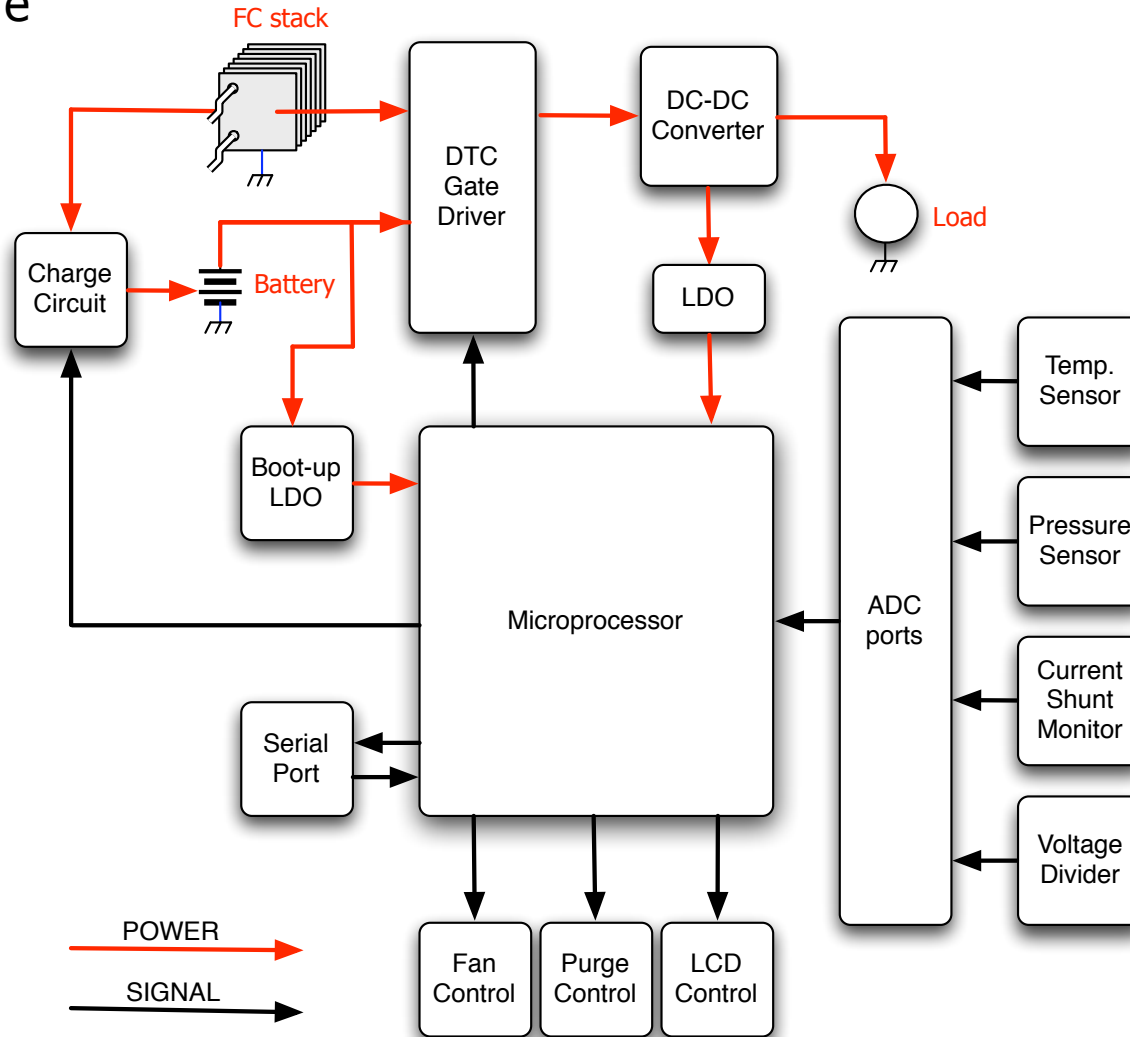 e
FC stack
DTC
Gate
Driver
DC-DC
Converter
Load
Charge
Circuit
Battery
LDO
Temp.
Sensor
Boot-up
LDO
Pressure
Sensor
Microprocessor
ADC
ports
Current
Shunt
Monitor
Serial
Port
Voltage
Divider
POWER
SIGNAL
Fan
Control
Purge
Control
LCD
Control